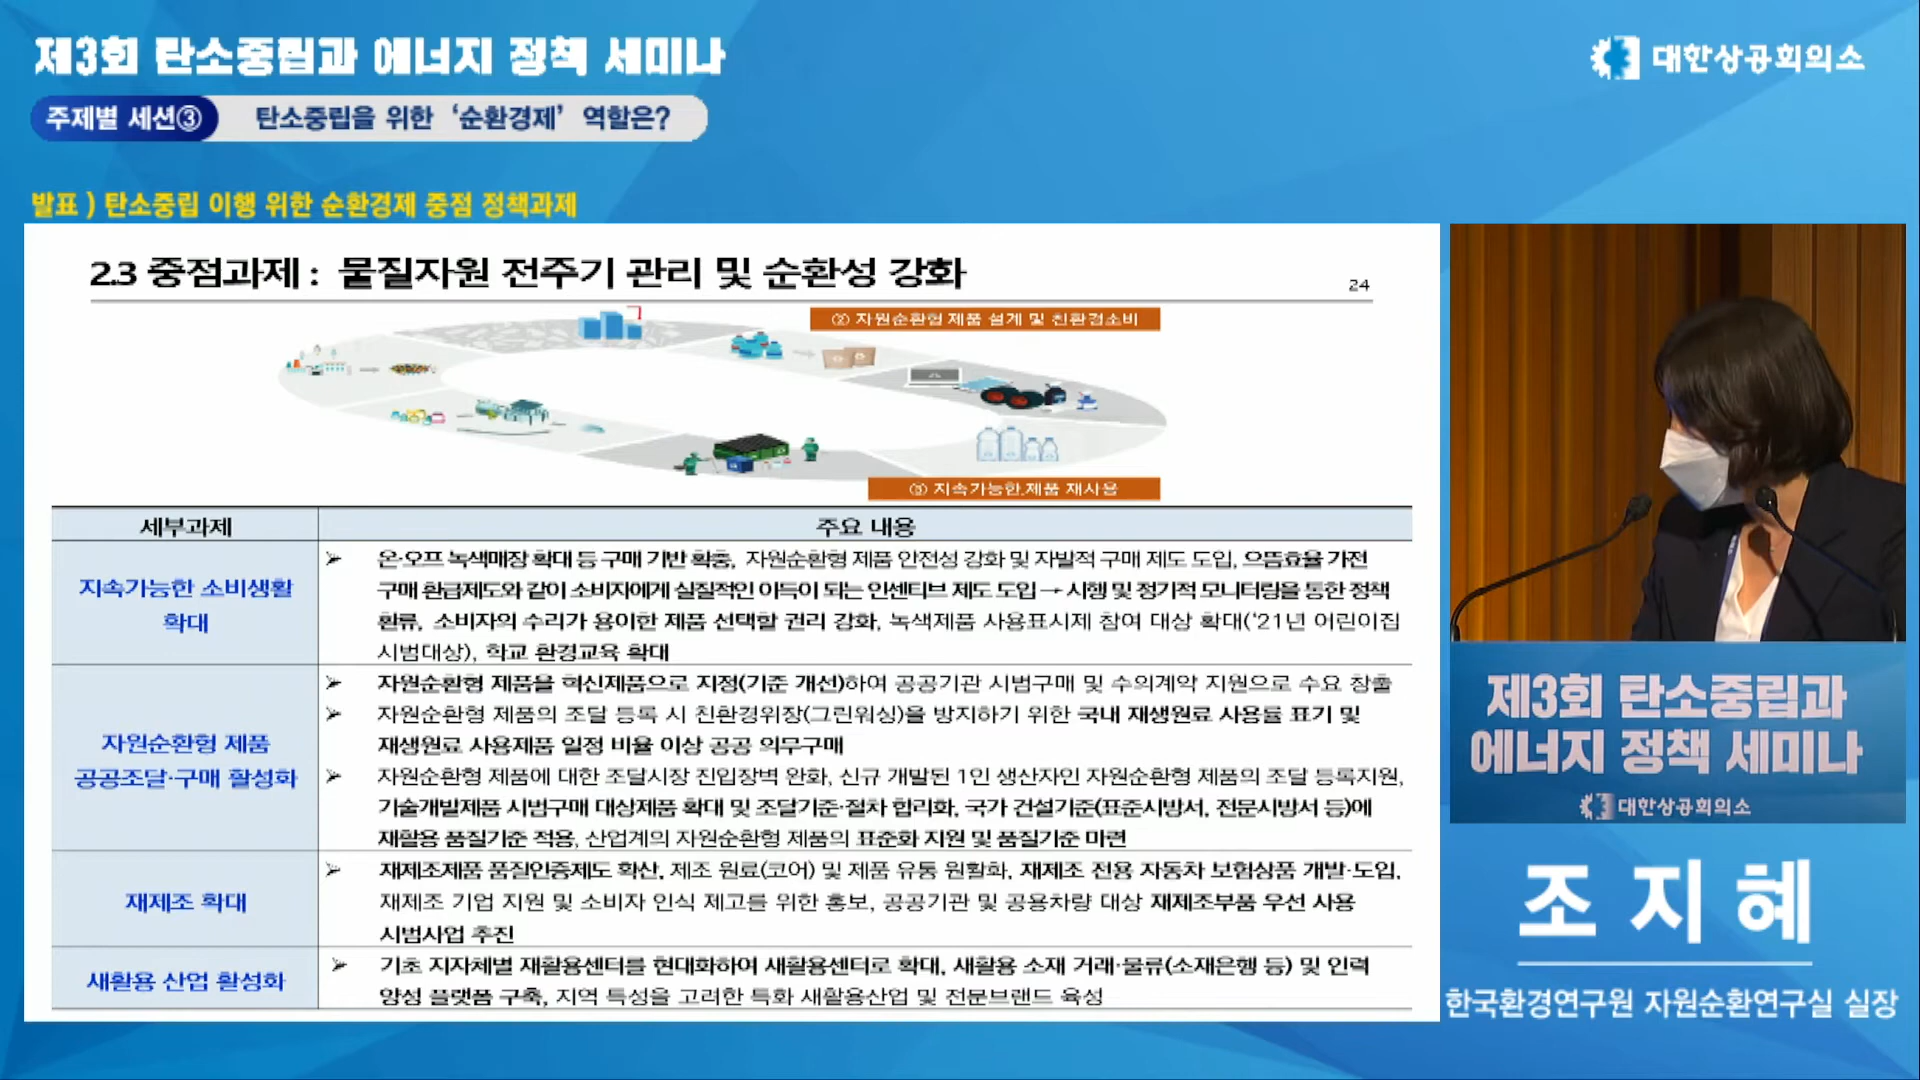 제3회 탄소중립과 에너지 정책 세미나
대한상공회의소
주제별 세션③ 탄소중립을 위한 ‘순환경제’ 역할은?
발표 ) 탄소중립 이행 위한 순환경제 중점 정책과제
2.3 중점과제 : 물질자원 전주기 관리 및 순환성 강화
24
② 자원순환형 제품 설계 및 친환경소비
③ 지속가능한 제품 재사용
세부과제
주요 내용
지속가능한 소비생활
확대
➢ 온·오프 녹색매장 확대 등 구매 기반 확충, 자원순환형 제품 안전성 강화 및 자발적 구매 제도 도입, 으뜸효율 가전
구매 환급제도와 같이 소비자에게 실질적인 이득이 되는 인센티브 제도 도입 → 시행 및 정기적 모니터링을 통한 정책
환류, 소비자의 수리가 용이한 제품 선택할 권리 강화, 녹색제품 사용표시제 참여 대상 확대(‘21년 어린이집
시범대상), 학교 환경교육 확대
자원순환형 제품
공공조달·구매 활성화
➢ 자원순환형 제품을 혁신제품으로 지정(기준 개선)하여 공공기관 시범구매 및 수의계약 지원으로 수요 창출
➢ 자원순환형 제품의 조달 등록 시 친환경위장(그린워싱)을 방지하기 위한 국내 재생원료 사용률 표기 및
재생원료 사용제품 일정 비율 이상 공공 의무구매
➢ 자원순환형 제품에 대한 조달시장 진입장벽 완화, 신규 개발된 1인 생산자인 자원순환형 제품의 조달 등록지원,
기술개발제품 시범구매 대상제품 확대 및 조달기준·절차 합리화, 국가 건설기준(표준시방서, 전문시방서 등)에
재활용 품질기준 적용, 산업계의 자원순환형 제품의 표준화 지원 및 품질기준 마련
재제조 확대
➢ 재제조제품 품질인증제도 확산, 제조 원료(코어) 및 제품 유통 원활화, 재제조 전용 자동차 보험상품 개발·도입,
재제조 기업 지원 및 소비자 인식 제고를 위한 홍보, 공공기관 및 공용차량 대상 재제조부품 우선 사용
시범사업 추진
새활용 산업 활성화
➢ 기초 지자체별 재활용센터를 현대화하여 새활용센터로 확대, 새활용 소재 거래·물류(소재은행 등) 및 인력
양성 플랫폼 구축, 지역 특성을 고려한 특화 새활용산업 및 전문브랜드 육성
제3회 탄소중립과
에너지 정책 세미나
대한상공회의소
조지혜
한국환경연구원 자원순환연구실 실장